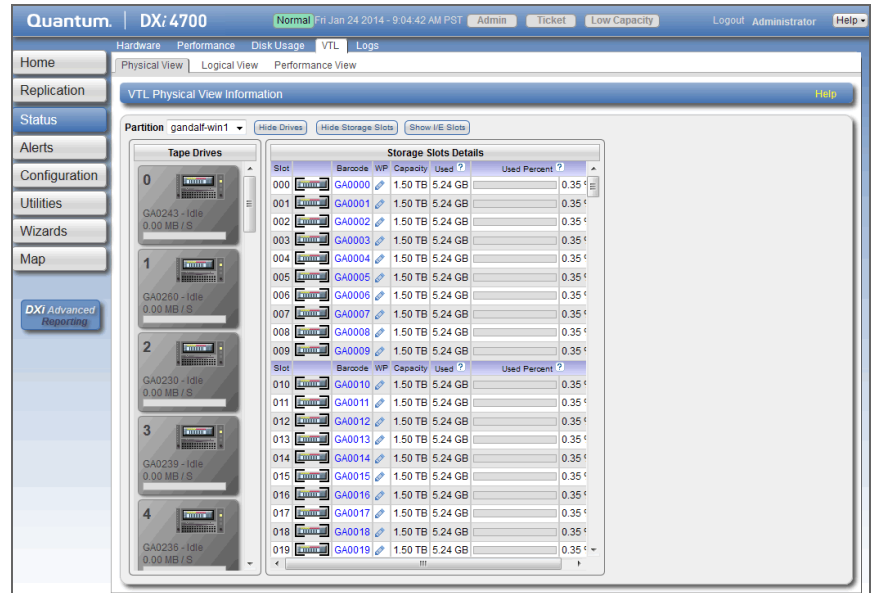 Quantum. DXi 4700 Normal Fri Jan 24 2014 - 9:04:42 AM PST Admin Ticket Low Capacity Logout Administrator Help
Hardware Performance Disk Usage VTL Logs
Physical View Logical View Performance View
Home
Replication
Status
Alerts
Configuration
Utilities
Wizards
Map
DXi Advanced
Reporting
VTL Physical View Information Help
Partition gandalf-win1 Hide Drives Hide Storage Slots Show I/E Slots
Tape Drives
0
GA0243 - Idle
0.00 MB / S
1
GA0260 - Idle
0.00 MB / S
2
GA0230 - Idle
0.00 MB / S
3
GA0239 - Idle
0.00 MB / S
4
GA0236 - Idle
0.00 MB / S
Storage Slots Details
Slot Barcode WP Capacity Used ? Used Percent ?
000 GA0000 1.50 TB 5.24 GB 0.35
001 GA0001 1.50 TB 5.24 GB 0.35
002 GA0002 1.50 TB 5.24 GB 0.35
003 GA0003 1.50 TB 5.24 GB 0.35
004 GA0004 1.50 TB 5.24 GB 0.35
005 GA0005 1.50 TB 5.24 GB 0.35
006 GA0006 1.50 TB 5.24 GB 0.35
007 GA0007 1.50 TB 5.24 GB 0.35
008 GA0008 1.50 TB 5.24 GB 0.35
009 GA0009 1.50 TB 5.24 GB 0.35
Slot Barcode WP Capacity Used ? Used Percent ?
010 GA0010 1.50 TB 5.24 GB 0.35
011 GA0011 1.50 TB 5.24 GB 0.35
012 GA0012 1.50 TB 5.24 GB 0.35
013 GA0013 1.50 TB 5.24 GB 0.35
014 GA0014 1.50 TB 5.24 GB 0.35
015 GA0015 1.50 TB 5.24 GB 0.35
016 GA0016 1.50 TB 5.24 GB 0.35
017 GA0017 1.50 TB 5.24 GB 0.35
018 GA0018 1.50 TB 5.24 GB 0.35
019 GA0019 1.50 TB 5.24 GB 0.35